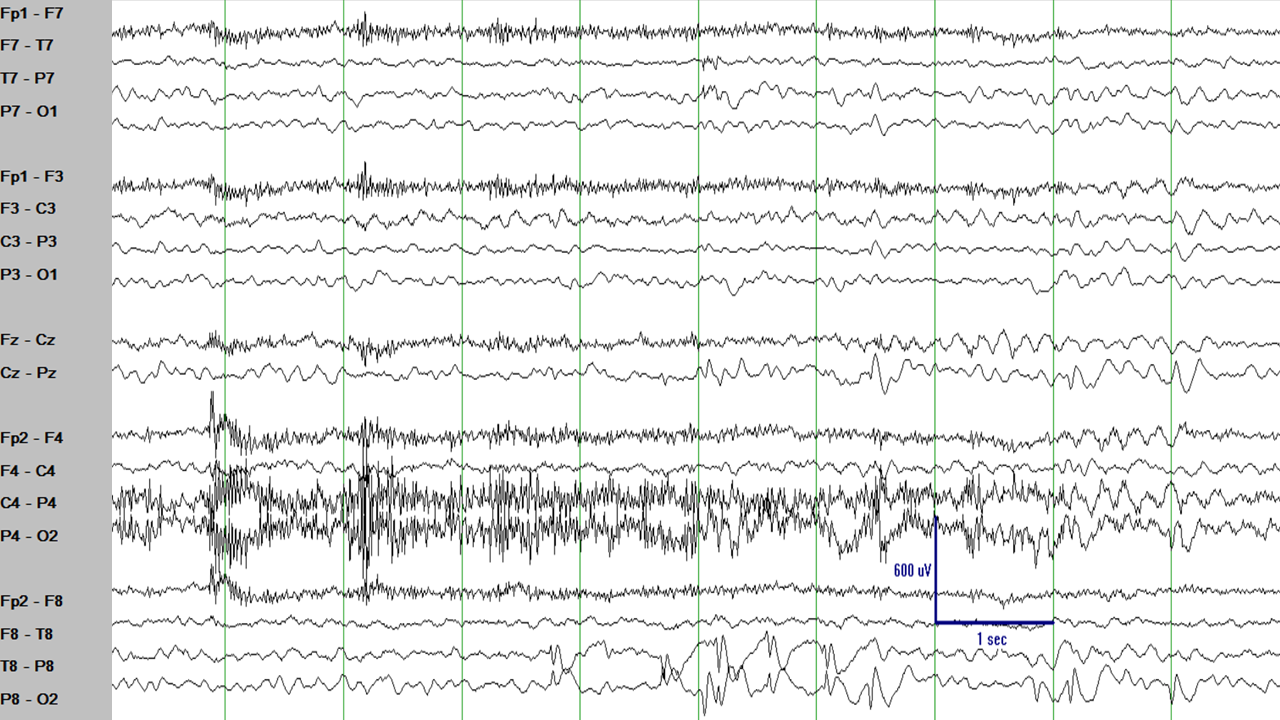 Fp1 - F7
F7 - T7
T7 - P7
P7 - O1
Fp1 - F3
F3 - C3
C3 - P3
P3 - O1
Fz - Cz
Cz - Pz
Fp2 - F4
F4 - C4
C4 - P4
P4 - O2
600 uV
Fp2 - F8
F8 - T8
1 sec
T8 - P8
P8 - O2